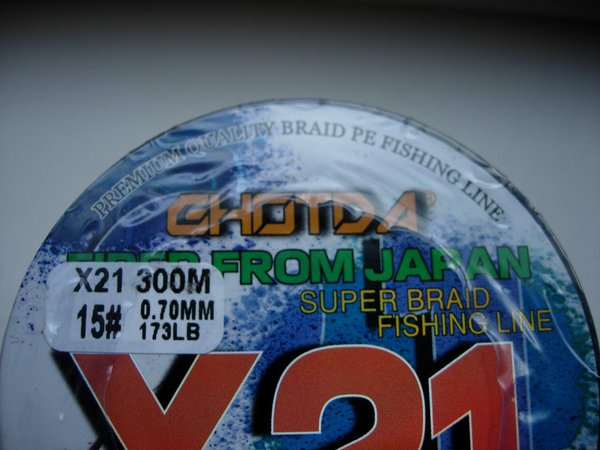 PREMIUM QUALITY BRAID PE FISHING LINE
GHOTDA®
FIBER FROM JAPAN
SUPER BRAID
FISHING LINE
X21 300M
15# 0.70MM
173LB
X21